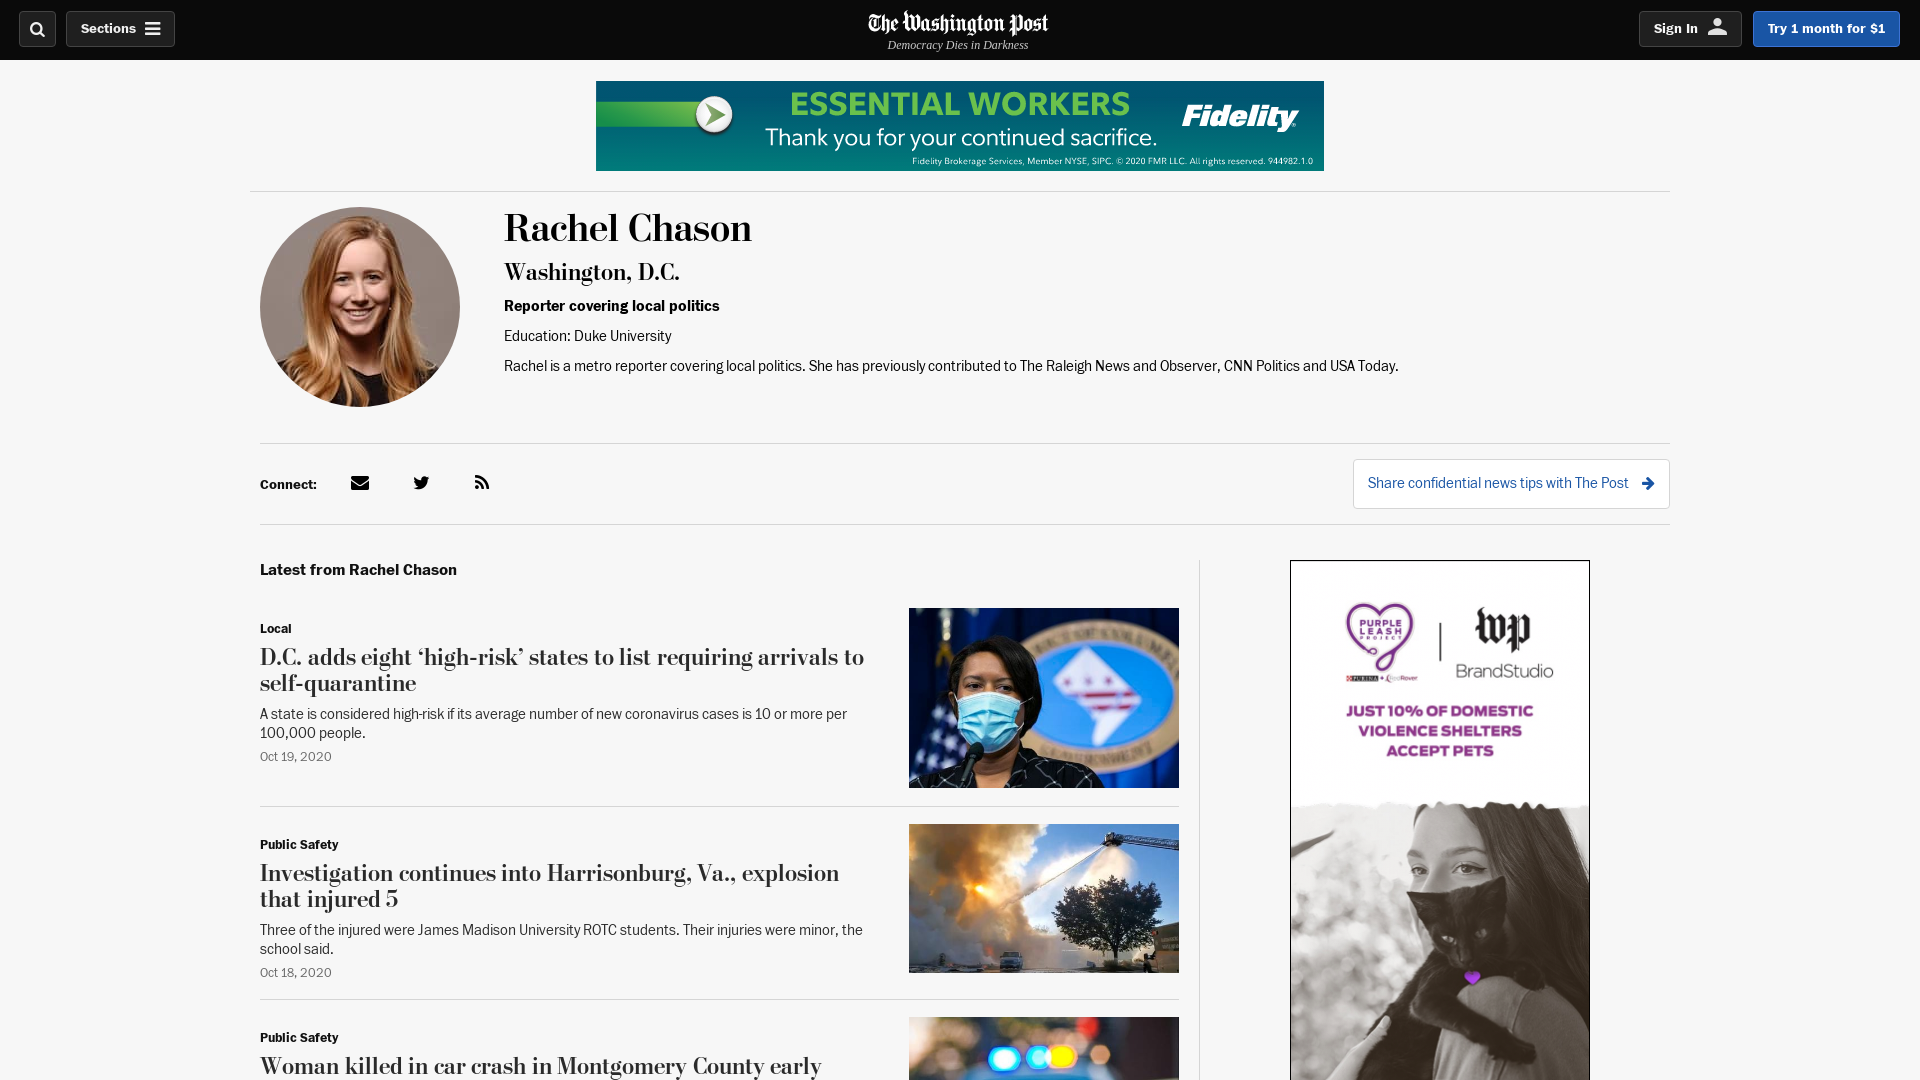 Sections
The Washington Post
Democracy Dies in Darkness
Sign In
Try 1 month for $1
ESSENTIAL WORKERS
Thank you for your continued sacrifice.
Fidelity
Fidelity Brokerage Services, Member NYSE, SIPC. © 2020 FMR LLC. All rights reserved. 944982.1.0
Rachel Chason
Washington, D.C.
Reporter covering local politics
Education: Duke University
Rachel is a metro reporter covering local politics. She has previously contributed to The Raleigh News and Observer, CNN Politics and USA Today.
Connect:
Share confidential news tips with The Post
Latest from Rachel Chason
Local
D.C. adds eight ‘high-risk’ states to list requiring arrivals to
self-quarantine
A state is considered high-risk if its average number of new coronavirus cases is 10 or more per
100,000 people.
Oct 19, 2020
Public Safety
Investigation continues into Harrisonburg, Va., explosion
that injured 5
Three of the injured were James Madison University ROTC students. Their injuries were minor, the
school said.
Oct 18, 2020
Public Safety
Woman killed in car crash in Montgomery County early
PURPLE
LEASH
PROJECT
PURINA +
wp
BrandStudio
JUST 10% OF DOMESTIC
VIOLENCE SHELTERS
ACCEPT PETS